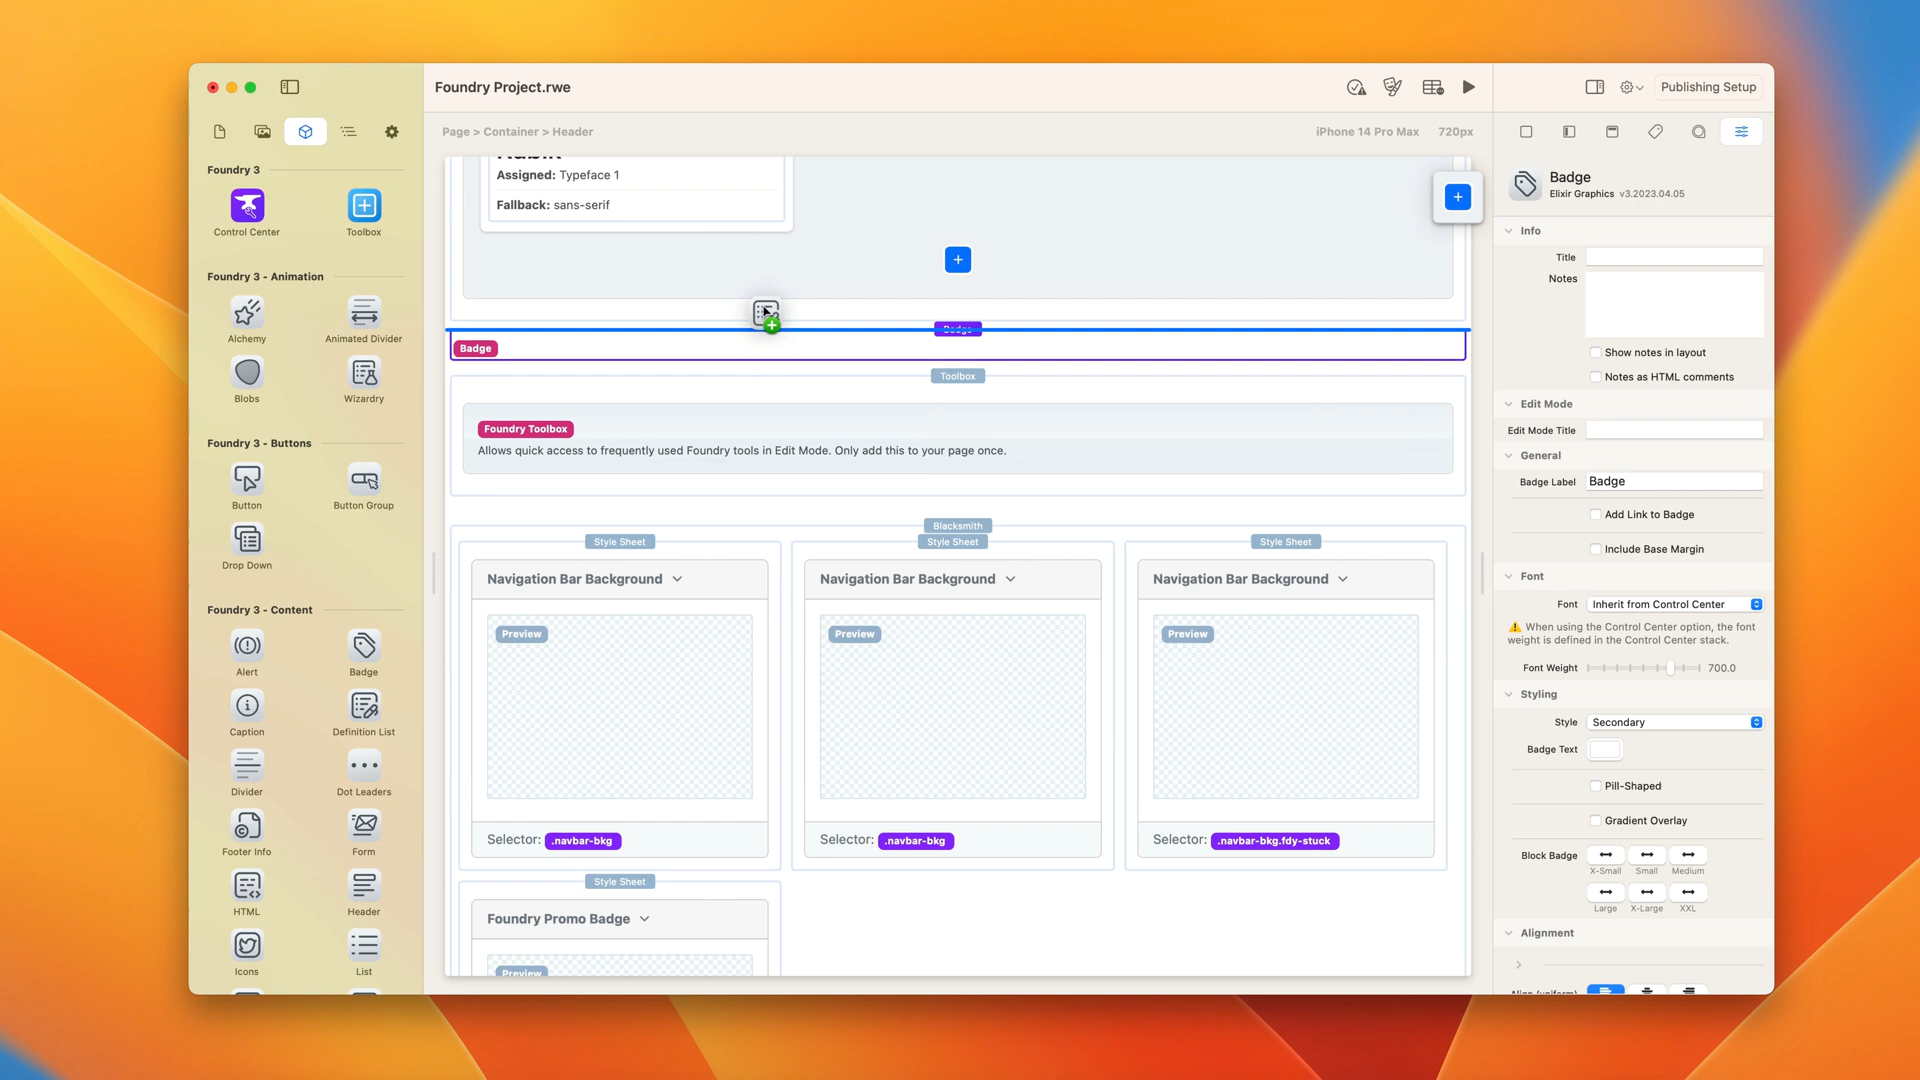 Foundry Project.rwe
Publishing Setup
Page > Container > Header
iPhone 14 Pro Max 720px
Foundry 3
Control Center
Toolbox
Foundry 3 - Animation
Alchemy
Animated Divider
Blobs
Wizardry
Foundry 3 - Buttons
Button
Button Group
Drop Down
Foundry 3 - Content
Alert
Badge
Caption
Definition List
Divider
Dot Leaders
Footer Info
Form
HTML
Header
Icons
List
Assigned: Typeface 1
Fallback: sans-serif
Badge
Badge
Toolbox
Foundry Toolbox
Allows quick access to frequently used Foundry tools in Edit Mode. Only add this to your page once.
Blacksmith
Style Sheet
Style Sheet
Style Sheet
Navigation Bar Background
Navigation Bar Background
Navigation Bar Background
Preview
Preview
Preview
Selector: .navbar-bkg
Selector: .navbar-bkg
Selector: .navbar-bkg.fdy-stuck
Style Sheet
Foundry Promo Badge
Preview
Badge
Elixir Graphics v3.2023.04.05
Info
Title
Notes
Show notes in layout
Notes as HTML comments
Edit Mode
Edit Mode Title
General
Badge Label Badge
Add Link to Badge
Include Base Margin
Font
Font Inherit from Control Center
When using the Control Center option, the font
weight is defined in the Control Center stack.
Font Weight 700.0
Styling
Style Secondary
Badge Text
Pill-Shaped
Gradient Overlay
Block Badge
X-Small Small Medium
Large X-Large XXL
Alignment
Align (uniform)